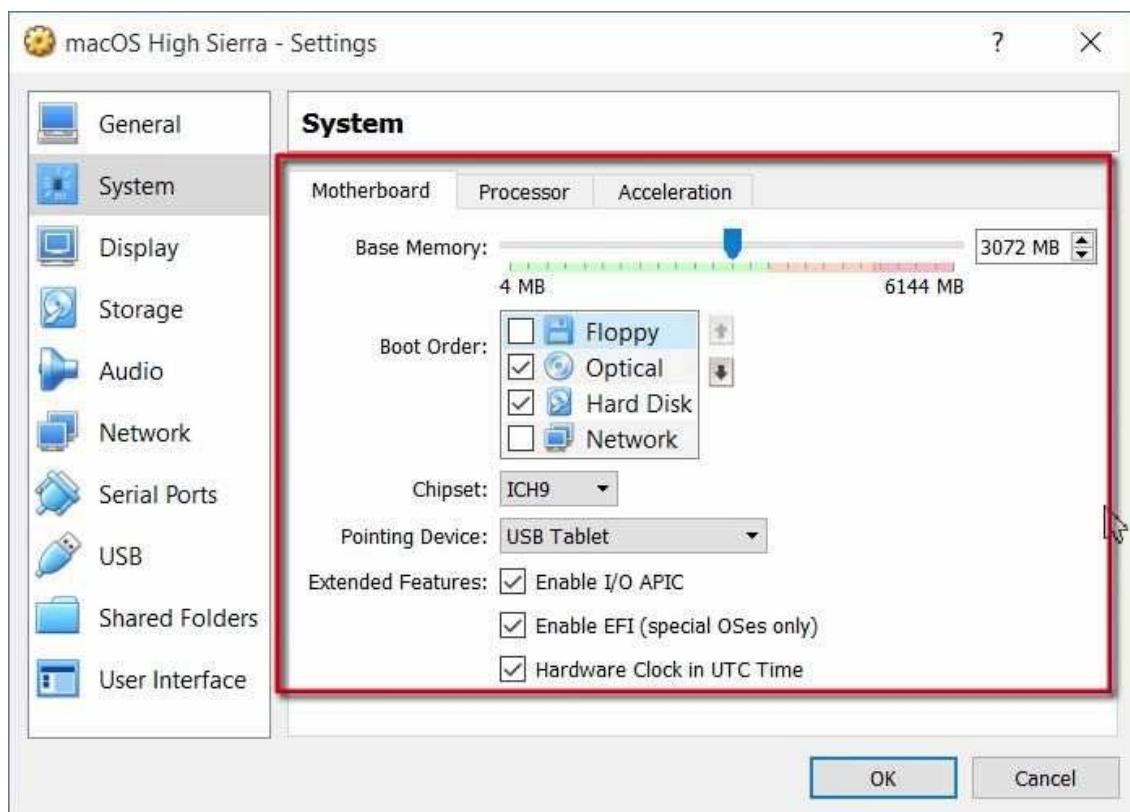 macOS High Sierra - Settings
?
General
System
Display
Storage
Audio
Network
Serial Ports
USB
Shared Folders
User Interface
System
Motherboard Processor Acceleration
Base Memory: 3072 MB
4 MB 6144 MB
Boot Order:
Floppy
Optical
Hard Disk
Network
Chipset: ICH9
Pointing Device: USB Tablet
Extended Features: Enable I/O APIC
Enable EFI (special OSes only)
Hardware Clock in UTC Time
OK Cancel